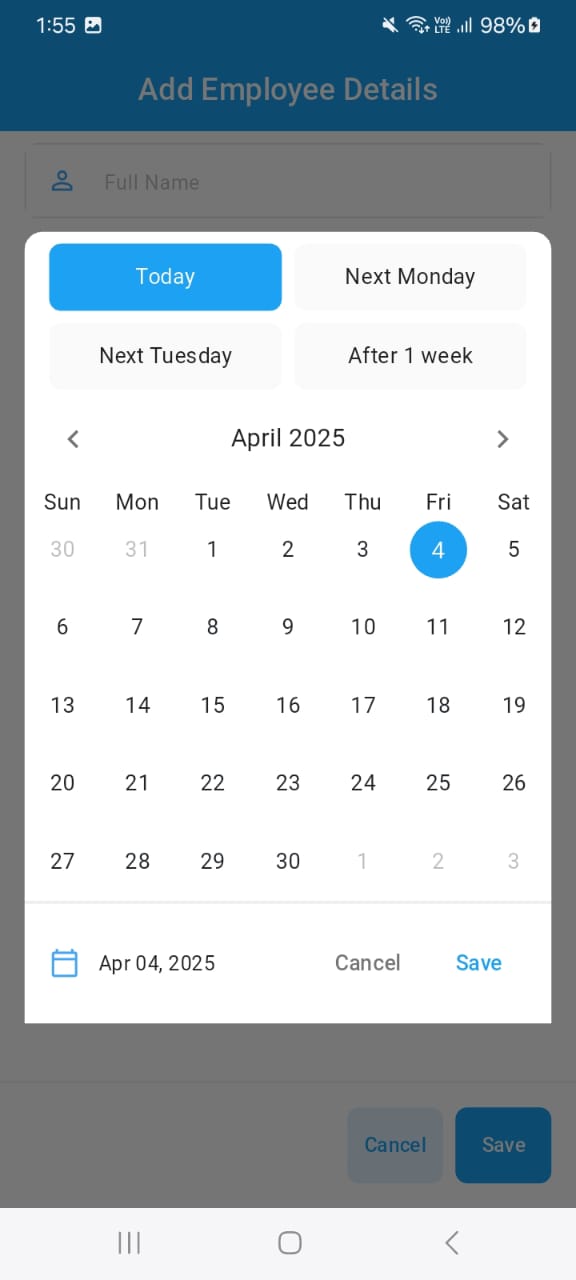 1:55 Vo)) LTE 98%
Add Employee Details
Full Name
Today Next Monday
Next Tuesday After 1 week
April 2025
Sun Mon Tue Wed Thu Fri Sat
30 31 1 2 3 4 5
6 7 8 9 10 11 12
13 14 15 16 17 18 19
20 21 22 23 24 25 26
27 28 29 30 1 2 3
Apr 04, 2025 Cancel Save
Cancel Save